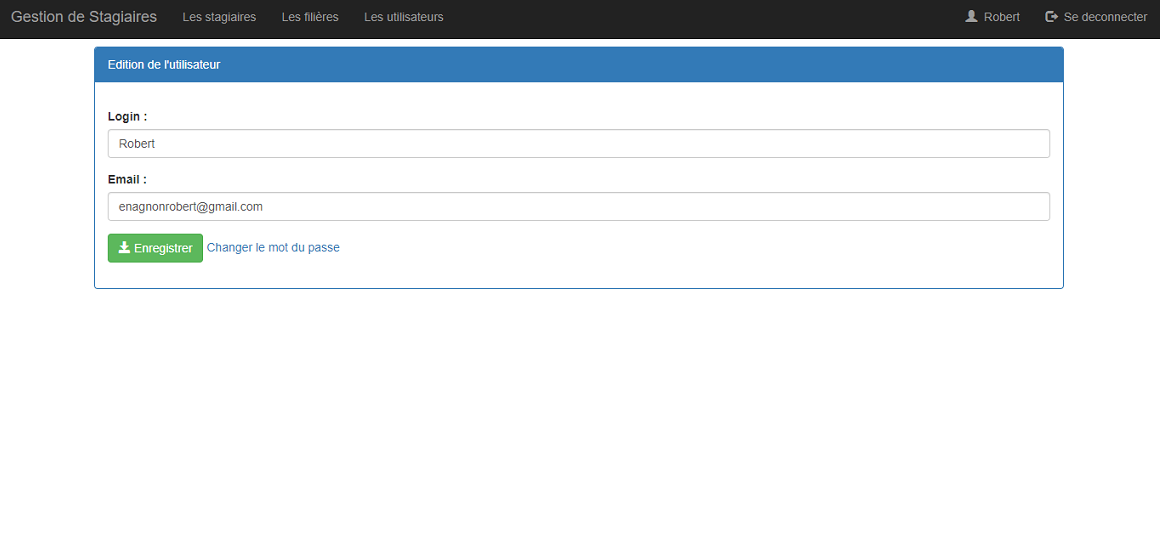 Gestion de Stagiaires Les stagiaires Les filières Les utilisateurs Robert Se deconnecter
Edition de l'utilisateur
Login :
Robert
Email :
enagnonrobert@gmail.com
Enregistrer Changer le mot du passe